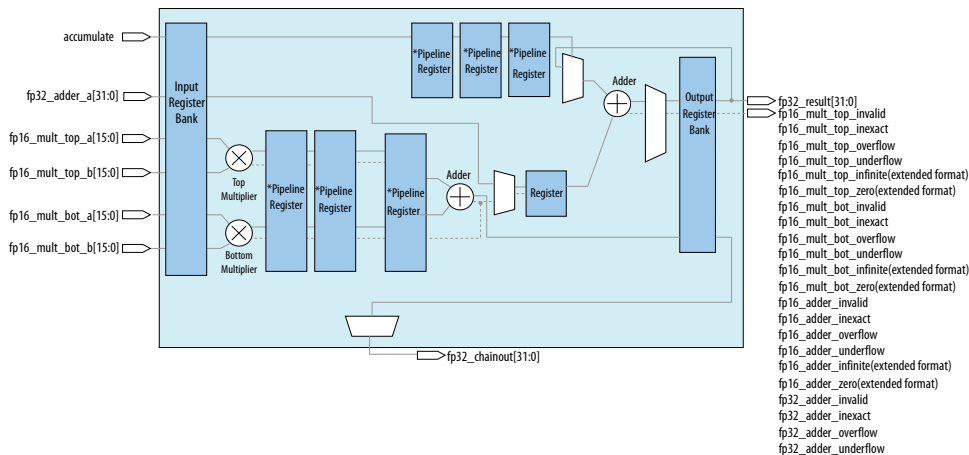 accumulate
fp32_adder_a[31:0]
fp16_mult_top_a[15:0]
fp16_mult_top_b[15:0]
fp16_mult_bot_a[15:0]
fp16_mult_bot_b[15:0]
Input
Register
Bank
Top
Multiplier
Bottom
Multiplier
*Pipeline
Register
*Pipeline
Register
*Pipeline
Register
*Pipeline
Register
*Pipeline
Register
*Pipeline
Register
Adder
Register
Adder
Output
Register
Bank
fp32_chainout[31:0]
fp32_result[31:0]
fp16_mult_top_invalid
fp16_mult_top_inexact
fp16_mult_top_overflow
fp16_mult_top_underflow
fp16_mult_top_infinite(extended format)
fp16_mult_top_zero(extended format)
fp16_mult_bot_invalid
fp16_mult_bot_inexact
fp16_mult_bot_overflow
fp16_mult_bot_underflow
fp16_mult_bot_infinite(extended format)
fp16_mult_bot_zero(extended format)
fp16_adder_invalid
fp16_adder_inexact
fp16_adder_overflow
fp16_adder_underflow
fp16_adder_infinite(extended format)
fp16_adder_zero(extended format)
fp32_adder_invalid
fp32_adder_inexact
fp32_adder_overflow
fp32_adder_underflow